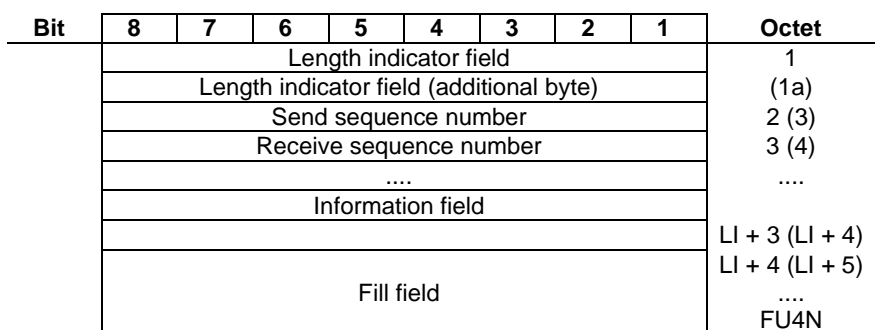 Bit 8 7 6 5 4 3 2 1 Octet
Length indicator field 1
Length indicator field (additional byte) (1a)
Send sequence number 2 (3)
Receive sequence number 3 (4)
.... ....
Information field
LI + 3 (LI + 4)
LI + 4 (LI + 5)
Fill field ....
FU4N